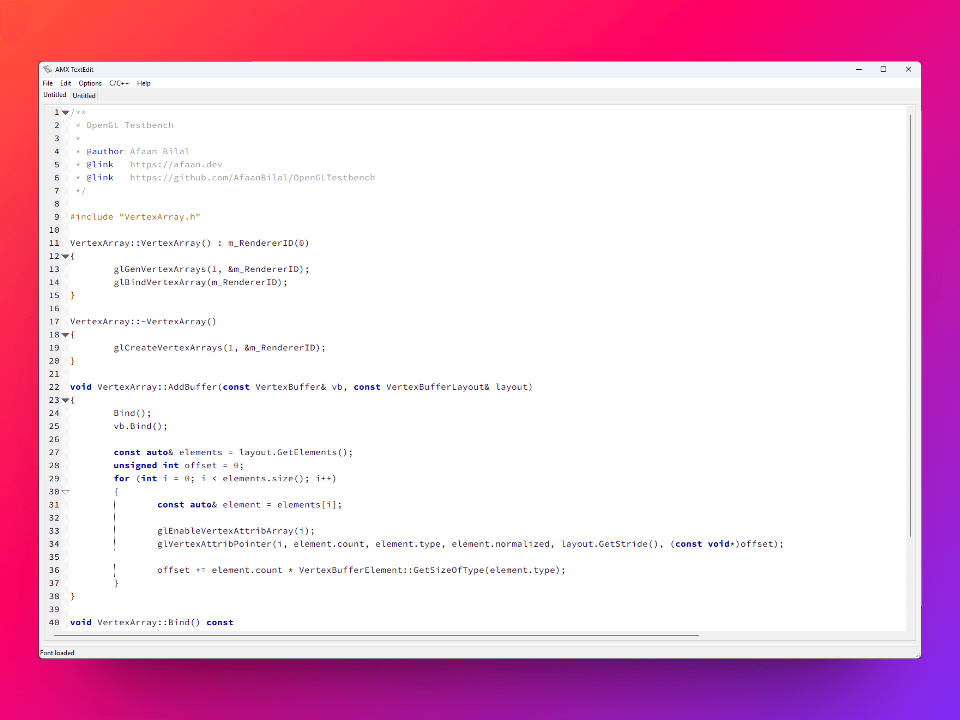 AMX TextEdit
File Edit Options C/C++ Help
Untitled Untitled
1 /**
2 * OpenGL Testbench
3 *
4 * @author Afaan Bilal
5 * @link https://afaan.dev
6 * @link https://github.com/AfaanBilal/OpenGLTestbench
7 */
8
9 #include "VertexArray.h"
10
11 VertexArray::VertexArray() : m_RendererID(0)
12 {
13 glGenVertexArrays(1, &m_RendererID);
14 glBindVertexArray(m_RendererID);
15 }
16
17 VertexArray::~VertexArray()
18 {
19 glCreateVertexArrays(1, &m_RendererID);
20 }
21
22 void VertexArray::AddBuffer(const VertexBuffer& vb, const VertexBufferLayout& layout)
23 {
24 Bind();
25 vb.Bind();
26
27 const auto& elements = layout.GetElements();
28 unsigned int offset = 0;
29 for (int i = 0; i < elements.size(); i++)
30 {
31 const auto& element = elements[i];
32
33 glEnableVertexAttribArray(i);
34 glVertexAttribPointer(i, element.count, element.type, element.normalized, layout.GetStride(), (const void*)offset);
35
36 offset += element.count * VertexBufferElement::GetSizeOfType(element.type);
37 }
38 }
39
40 void VertexArray::Bind() const
Font loaded